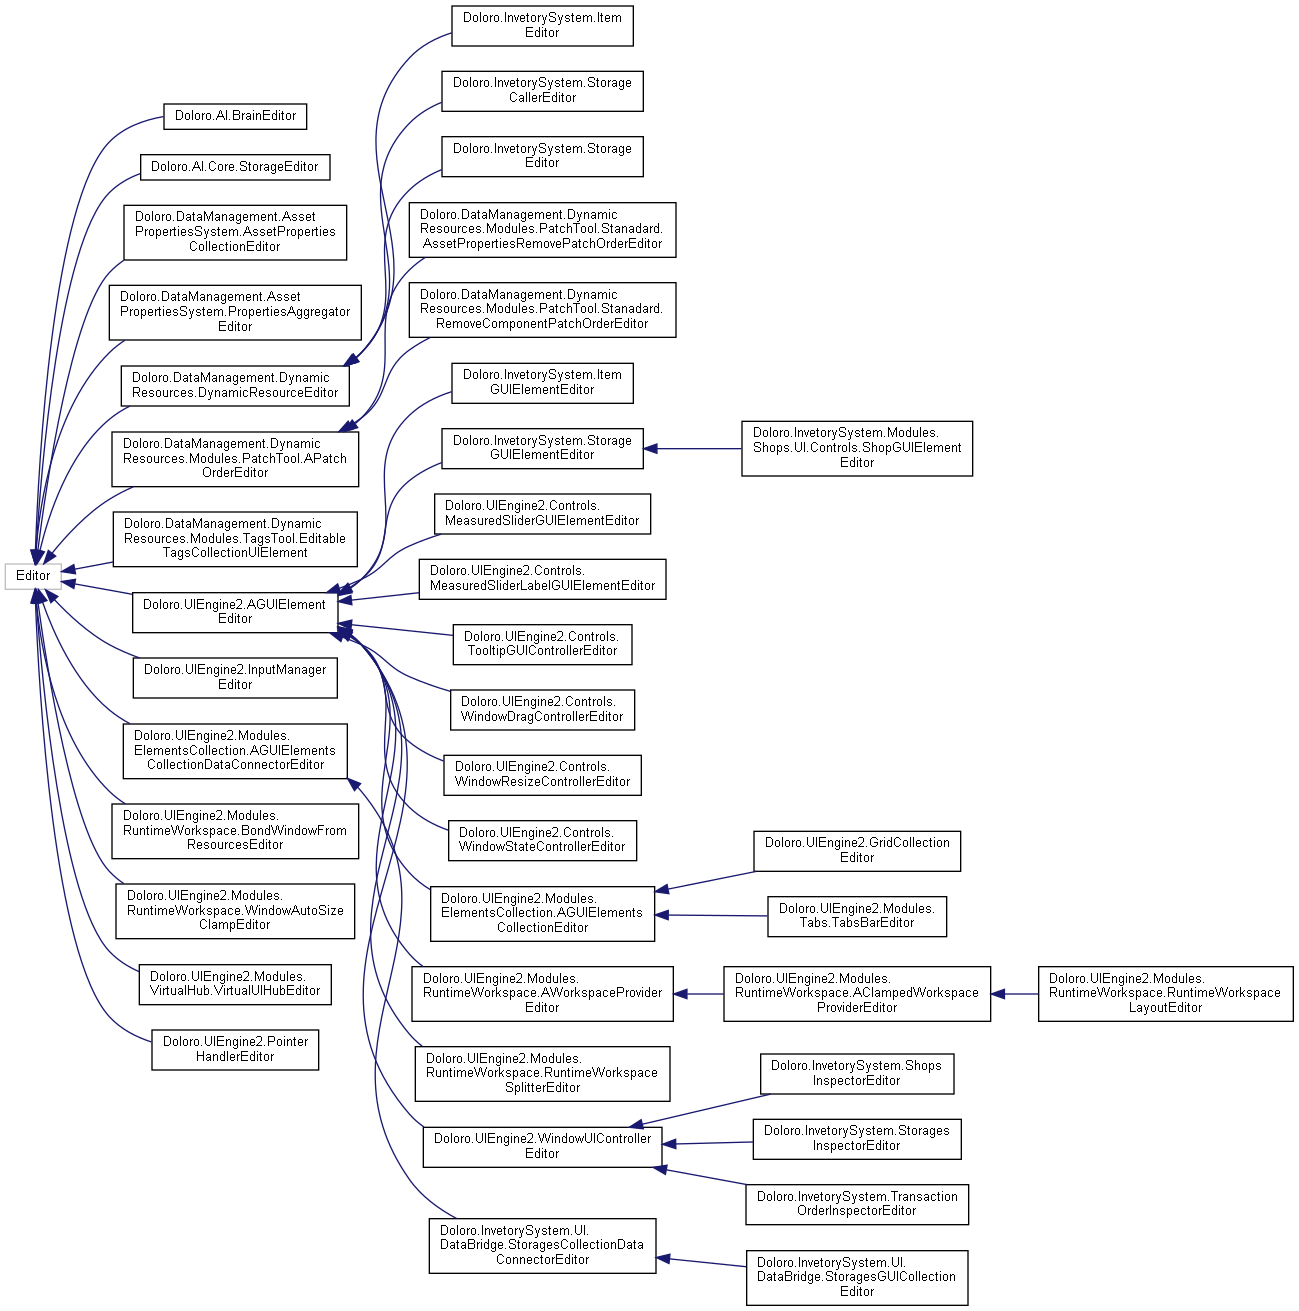 Editor
Doloro.AI.BrainEditor
Doloro.AI.Core.StorageEditor
Doloro.DataManagement.Asset
PropertiesSystem.AssetProperties
CollectionEditor
Doloro.DataManagement.Asset
PropertiesSystem.PropertiesAggregator
Editor
Doloro.DataManagement.Dynamic
Resources.DynamicResourceEditor
Doloro.DataManagement.Dynamic
Resources.Modules.PatchTool.APatch
OrderEditor
Doloro.DataManagement.Dynamic
Resources.Modules.TagsTool.Editable
TagsCollectionUIElement
Doloro.UIEngine2.AGUIElement
Editor
Doloro.UIEngine2.InputManager
Editor
Doloro.UIEngine2.Modules.
ElementsCollection.AGUIElements
CollectionDataConnectorEditor
Doloro.UIEngine2.Modules.
RuntimeWorkspace.BondWindowFrom
ResourcesEditor
Doloro.UIEngine2.Modules.
RuntimeWorkspace.WindowAutoSize
ClampEditor
Doloro.UIEngine2.Modules.
VirtualHub.VirtualUIHubEditor
Doloro.UIEngine2.Pointer
HandlerEditor
Doloro.InvetorySystem.Item
Editor
Doloro.InvetorySystem.Storage
CallerEditor
Doloro.InvetorySystem.Storage
Editor
Doloro.DataManagement.Dynamic
Resources.Modules.PatchTool.Stanadard.
AssetPropertiesRemovePatchOrderEditor
Doloro.DataManagement.Dynamic
Resources.Modules.PatchTool.Stanadard.
RemoveComponentPatchOrderEditor
Doloro.InvetorySystem.Item
GUIElementEditor
Doloro.InvetorySystem.Storage
GUIElementEditor
Doloro.UIEngine2.Controls.
MeasuredSliderGUIElementEditor
Doloro.UIEngine2.Controls.
MeasuredSliderLabelGUIElementEditor
Doloro.UIEngine2.Controls.
TooltipGUIControllerEditor
Doloro.UIEngine2.Controls.
WindowDragControllerEditor
Doloro.UIEngine2.Controls.
WindowResizeControllerEditor
Doloro.UIEngine2.Controls.
WindowStateControllerEditor
Doloro.UIEngine2.Modules.
ElementsCollection.AGUIElements
CollectionEditor
Doloro.UIEngine2.Modules.
RuntimeWorkspace.AWorkspaceProvider
Editor
Doloro.UIEngine2.Modules.
RuntimeWorkspace.RuntimeWorkspace
SplitterEditor
Doloro.UIEngine2.WindowUIController
Editor
Doloro.InvetorySystem.UI.
DataBridge.StoragesCollectionData
ConnectorEditor
Doloro.InvetorySystem.Modules.
Shops.UI.Controls.ShopGUIElement
Editor
Doloro.UIEngine2.GridCollection
Editor
Doloro.UIEngine2.Modules.
Tabs.TabsBarEditor
Doloro.UIEngine2.Modules.
RuntimeWorkspace.AClampedWorkspace
ProviderEditor
Doloro.InvetorySystem.Shops
InspectorEditor
Doloro.InvetorySystem.Storages
InspectorEditor
Doloro.InvetorySystem.Transaction
OrderInspectorEditor
Doloro.InvetorySystem.UI.
DataBridge.StoragesGUICollection
Editor
Doloro.UIEngine2.Modules.
RuntimeWorkspace.RuntimeWorkspace
LayoutEditor